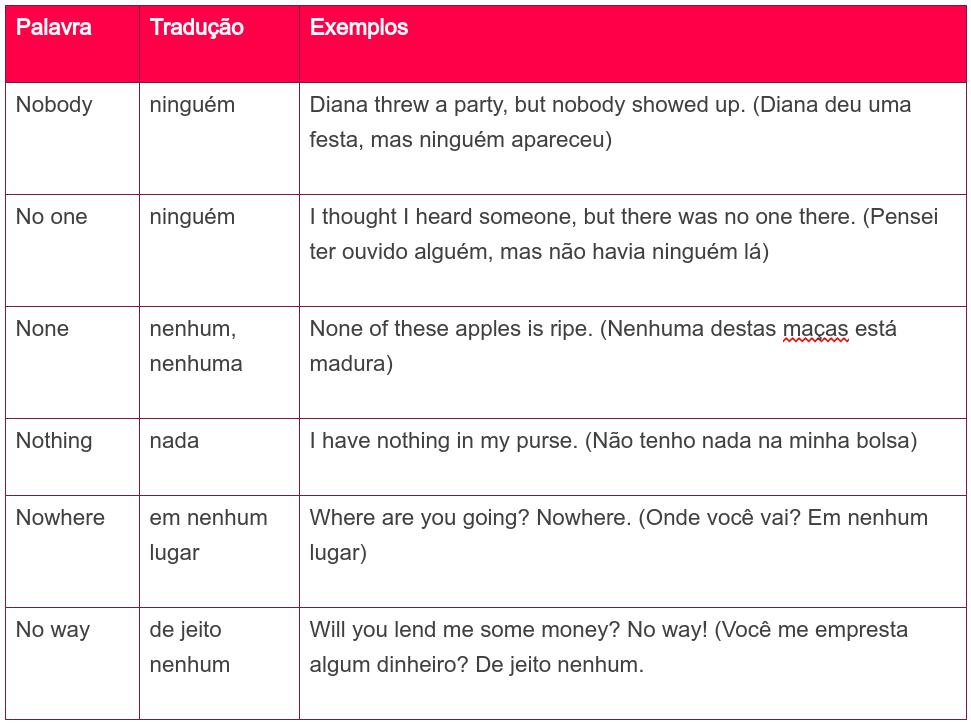 Palavra Tradução Exemplos
Nobody ninguém Diana threw a party, but nobody showed up. (Diana deu uma
festa, mas ninguém apareceu)
No one ninguém I thought I heard someone, but there was no one there. (Pensei
ter ouvido alguém, mas não havia ninguém lá)
None nenhum, None of these apples is ripe. (Nenhuma destas maças está
nenhuma madura)
Nothing nada I have nothing in my purse. (Não tenho nada na minha bolsa)
Nowhere em nenhum Where are you going? Nowhere. (Onde você vai? Em nenhum
lugar lugar)
No way de jeito Will you lend me some money? No way! (Você me empresta
nenhum algum dinheiro? De jeito nenhum.